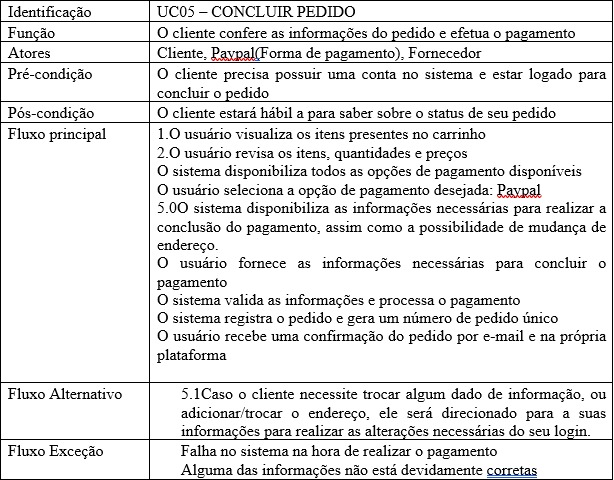 Identificação UC05 – CONCLUIR PEDIDO
Função O cliente confere as informações do pedido e efetua o pagamento
Atores Cliente, Paypal(Forma de pagamento), Fornecedor
Pré-condição O cliente precisa possuir uma conta no sistema e estar logado para
concluir o pedido
Pós-condição O cliente estará hábil a para saber sobre o status de seu pedido
Fluxo principal 1.O usuário visualiza os itens presentes no carrinho
2.O usuário revisa os itens, quantidades e preços
O sistema disponibiliza todos as opções de pagamento disponíveis
O usuário seleciona a opção de pagamento desejada: Paypal
5.0O sistema disponibiliza as informações necessárias para realizar a
conclusão do pagamento, assim como a possibilidade de mudança de
endereço.
O usuário fornece as informações necessárias para concluir o
pagamento
O sistema valida as informações e processa o pagamento
O sistema registra o pedido e gera um número de pedido único
O usuário recebe uma confirmação do pedido por e-mail e na própria
plataforma
Fluxo Alternativo 5.1Caso o cliente necessite trocar algum dado de informação, ou
adicionar/trocar o endereço, ele será direcionado para a suas
informações para realizar as alterações necessárias do seu login.
Fluxo Exceção Falha no sistema na hora de realizar o pagamento
Alguma das informações não está devidamente corretas